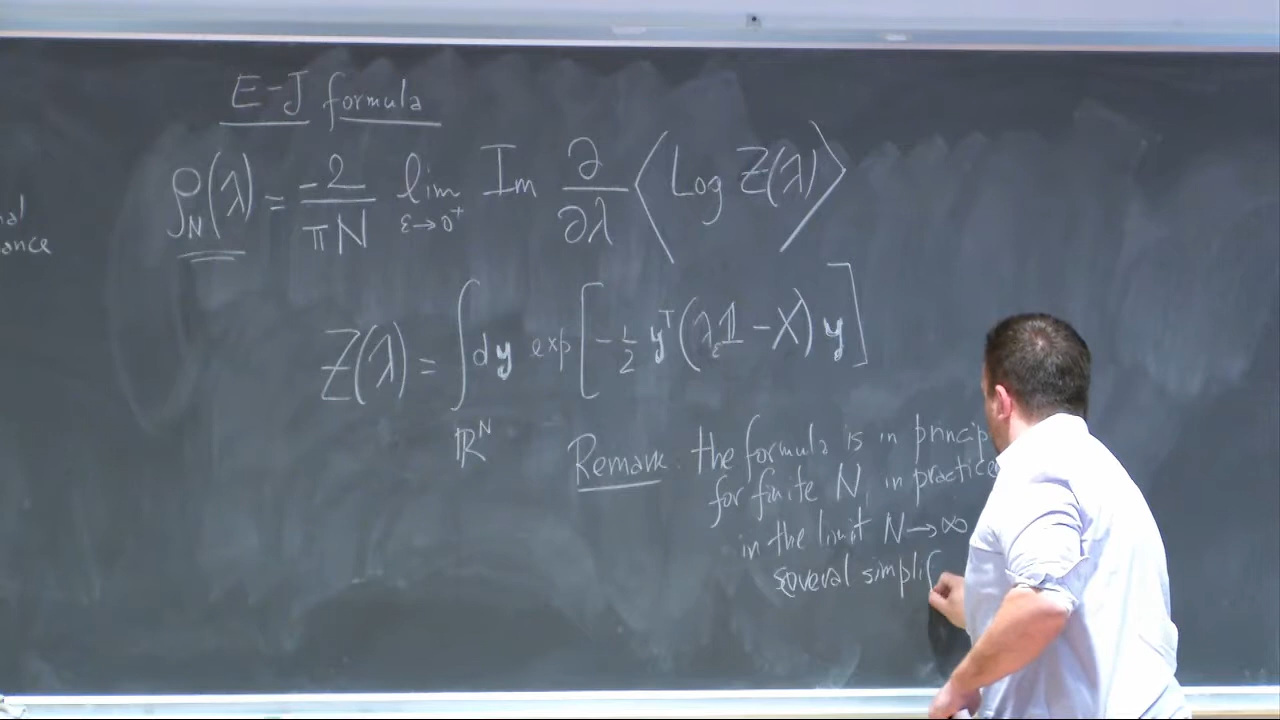 E-J formula
ρ_N(λ) = -2/πN lim_{ε→0⁺} Im ∂/∂λ ⟨Log Z(λ)⟩
Z(λ) = ∫_{ℝ^N} dy exp[-1/2 y^T(λ_ε 𝟙 - X) y]
Remark: the formula is in princip
for finite N, in practice
in the limit N→∞
several simplif